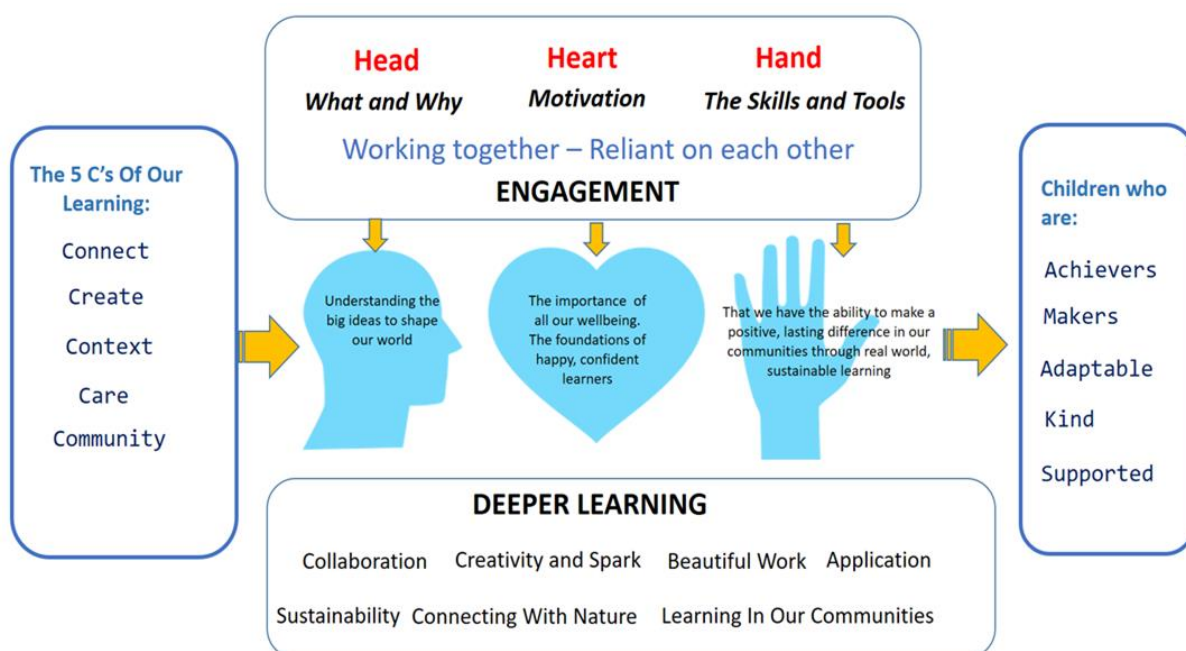 Head
Heart
Hand
What and Why
Motivation
The Skills and Tools
Working together – Reliant on each other
ENGAGEMENT
The 5 C’s Of Our
Learning:
Connect
Create
Context
Care
Community
Understanding the
big ideas to shape
our world
The importance of
all our wellbeing.
The foundations of
happy, confident
learners
That we have the ability to make a
positive, lasting difference in our
communities through real world,
sustainable learning
Children who
are:
Achievers
Makers
Adaptable
Kind
Supported
DEEPER LEARNING
Collaboration
Creativity and Spark
Beautiful Work
Application
Sustainability
Connecting With Nature
Learning In Our Communities